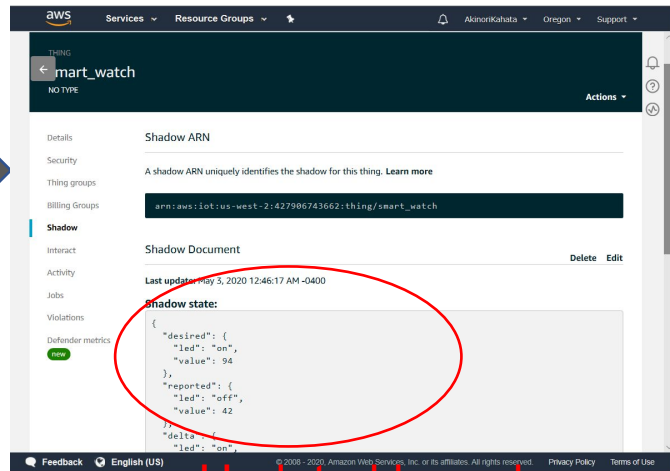 aws
Services
Resource Groups
AkinoriKahata
Oregon
Support
THING
mart_watch
NO TYPE
Actions
Details
Security
Thing groups
Billing Groups
Shadow
Interact
Activity
Jobs
Violations
Defender metrics
new
Shadow ARN
A shadow ARN uniquely identifies the shadow for this thing. Learn more
arn:aws:iot:us-west-2:427906743662:thing/smart_watch
Shadow Document
Delete Edit
Last update: May 3, 2020 12:46:17 AM -0400
Shadow state:
{
"desired": {
"led": "on",
"value": 94
},
"reported": {
"led": "off",
"value": 42
},
"delta": {
"led": "on",
Feedback
English (US)
© 2008 - 2020, Amazon Web Services, Inc. or its affiliates. All rights reserved.
Privacy Policy
Terms of Use